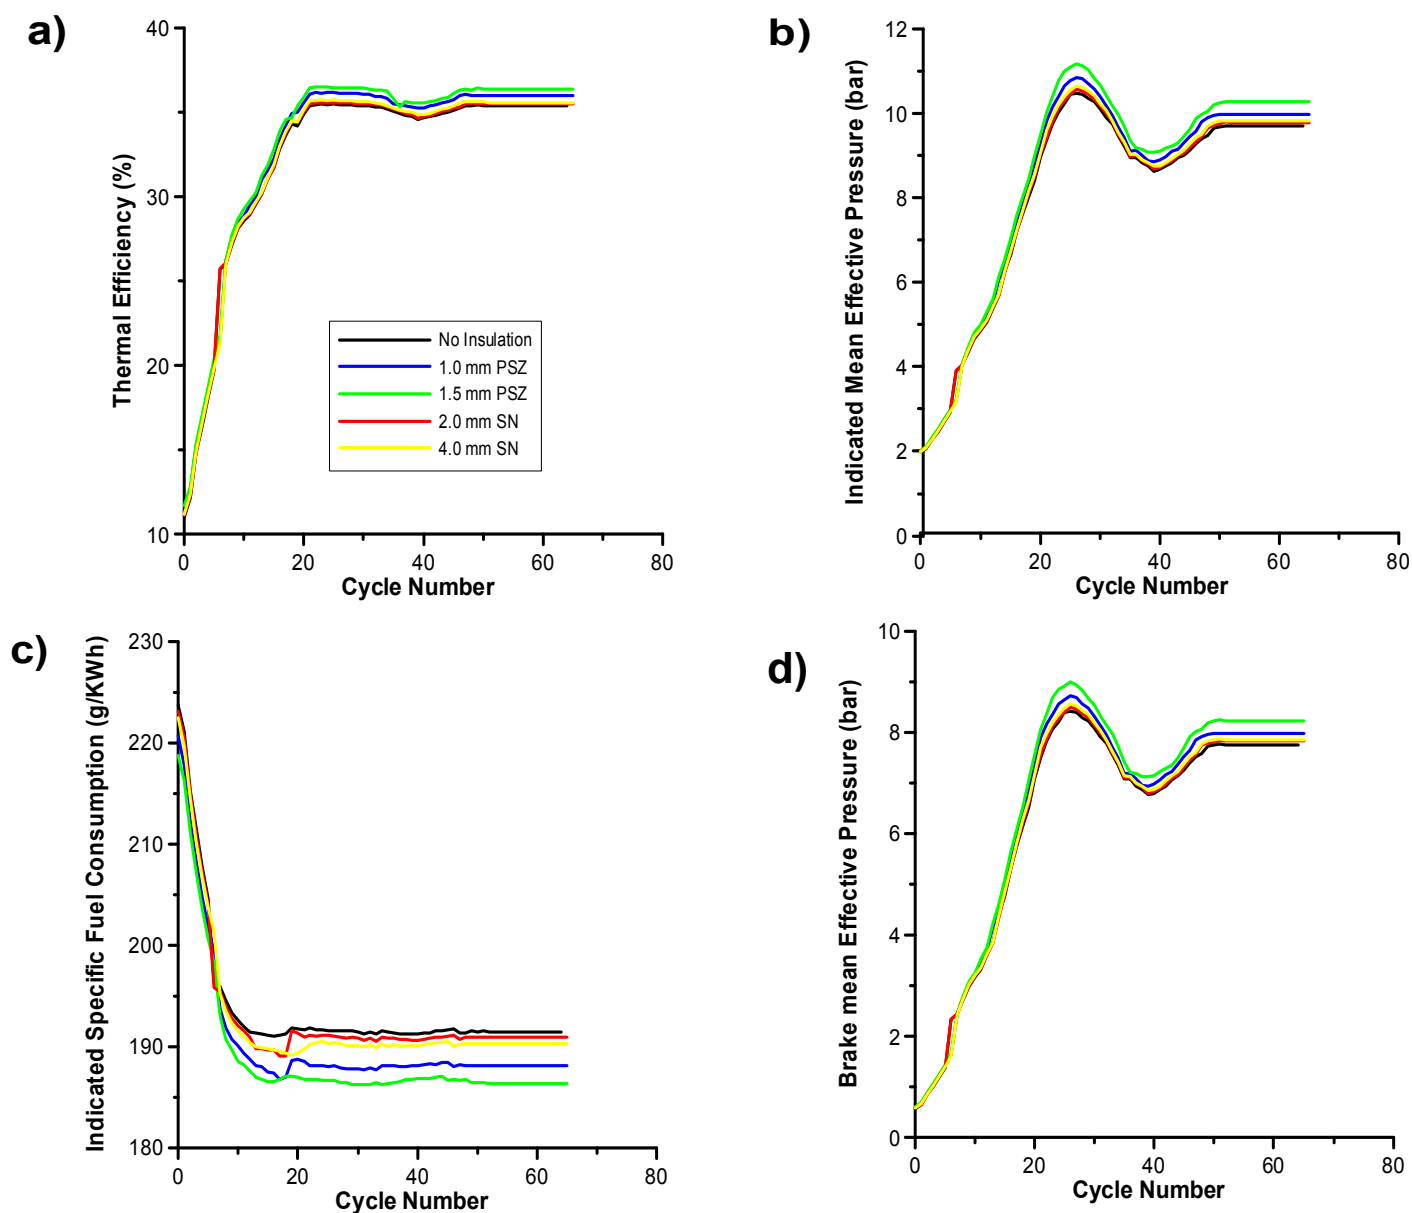 a)
40
30
20
10
Thermal Efficiency (%)
No Insulation
1.0 mm PSZ
1.5 mm PSZ
2.0 mm SN
4.0 mm SN
0
20
40
60
80
Cycle Number
b)
12
10
8
6
4
2
0
Indicated Mean Effective Pressure (bar)
0
20
40
60
80
Cycle Number
c)
230
220
210
200
190
180
Indicated Specific Fuel Consumption (g/KWh)
0
20
40
60
80
Cycle Number
d)
10
8
6
4
2
0
Brake mean Effective Pressure (bar)
0
20
40
60
80
Cycle Number